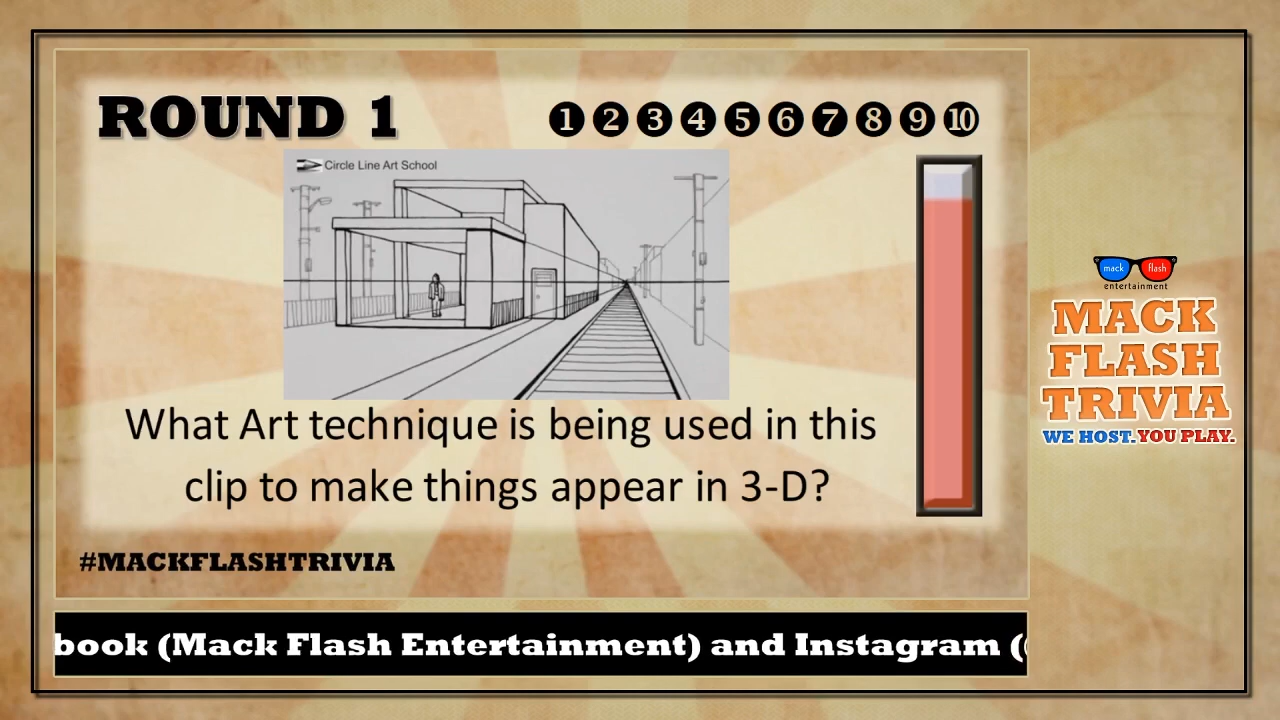 ROUND 1
1 2 3 4 5 6 7 8 9 10
Circle Line Art School
What Art technique is being used in this
clip to make things appear in 3-D?
#MACKFLASHTRIVIA
mack flash
entertainment
MACK
FLASH
TRIVIA
WE HOST. YOU PLAY.
book (Mack Flash Entertainment) and Instagram (